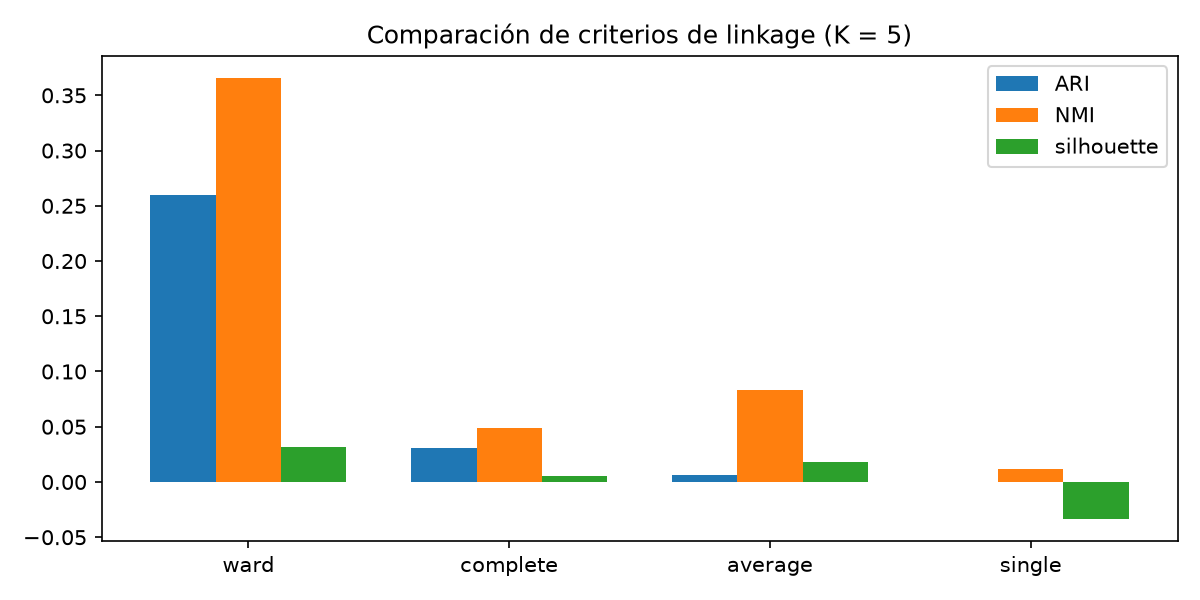 Comparación de criterios de linkage (K = 5)
ARI
NMI
silhouette
0.35
0.30
0.25
0.20
0.15
0.10
0.05
0.00
−0.05
ward complete average single